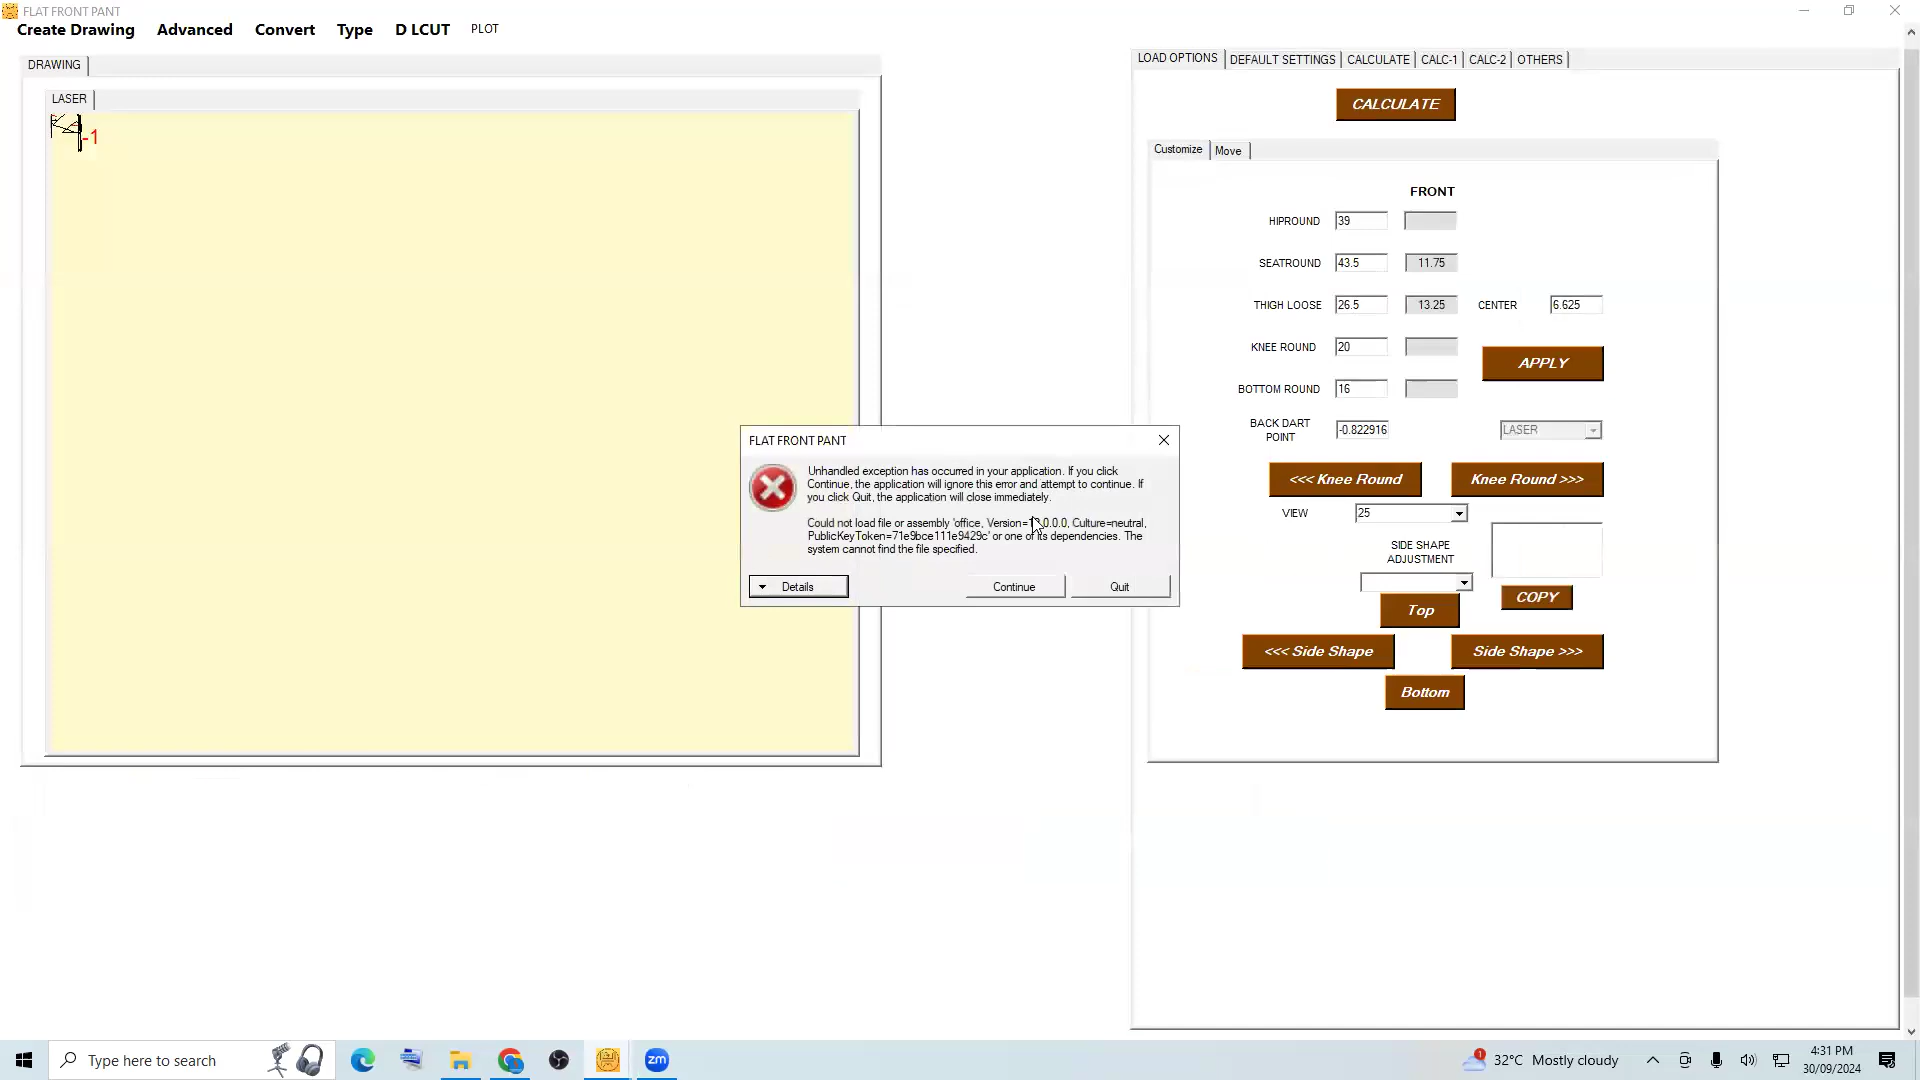 FLAT FRONT PANT
Create Drawing Advanced Convert Type D LCUT PLOT
DRAWING
LASER
-1
LOAD OPTIONS DEFAULT SETTINGS CALCULATE CALC-1 CALC-2 OTHERS
CALCULATE
Customize Move
FRONT
HIPROUND 39
SEATROUND 43.5 11.75
THIGH LOOSE 26.5 13.25 CENTER 6.625
KNEE ROUND 20
APPLY
BOTTOM ROUND 16
BACK DART
POINT
-0.822916
LASER
<<< Knee Round Knee Round >>>
VIEW 25
SIDE SHAPE
ADJUSTMENT
COPY
Top
<<< Side Shape Side Shape >>>
Bottom
FLAT FRONT PANT
Unhandled exception has occurred in your application. If you click
Continue, the application will ignore this error and attempt to continue. If
you click Quit, the application will close immediately.
Could not load file or assembly 'office, Culture=neutral,
PublicKeyToken=71e9bce111e9429c' or one of its dependencies. The
system cannot find the file specified.
Details Continue Quit
Type here to search
zm
1
32°C Mostly cloudy
4:31 PM
30/09/2024